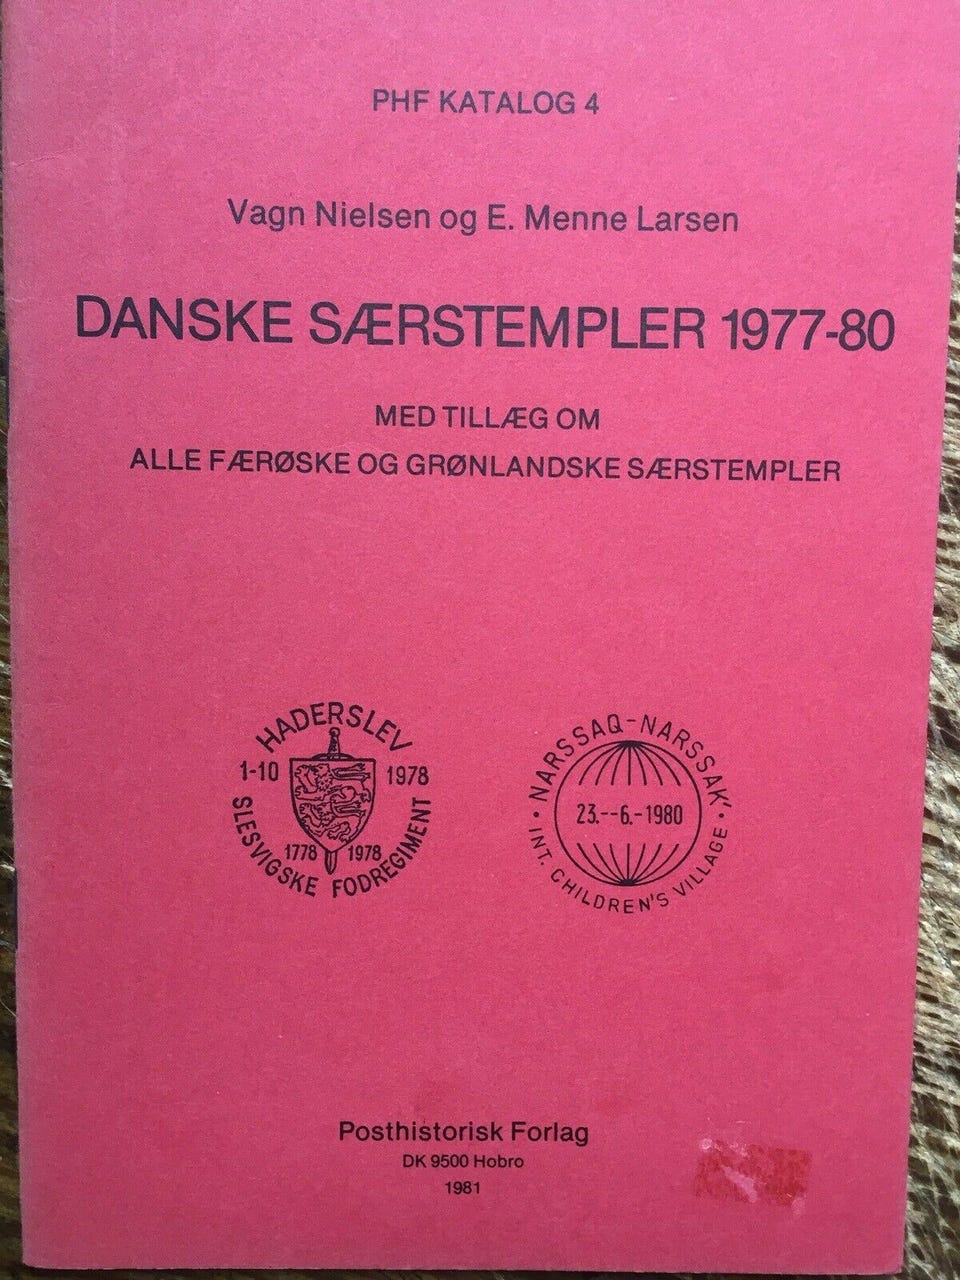 PHF KATALOG 4
Vagn Nielsen og E. Menne Larsen
DANSKE SÆRSTEMPLER 1977-80
MED TILLÆG OM
ALLE FÆRØSKE OG GRØNLANDSKE SÆRSTEMPLER
HADERSLEV
1-10 1978
1778 1978
SLESVIGSKE FODREGIMENT
NARSSAQ-NARSSAK'
23.--6.-1980
• INT. CHILDREN'S VILLAGE •
Posthistorisk Forlag
DK 9500 Hobro
1981